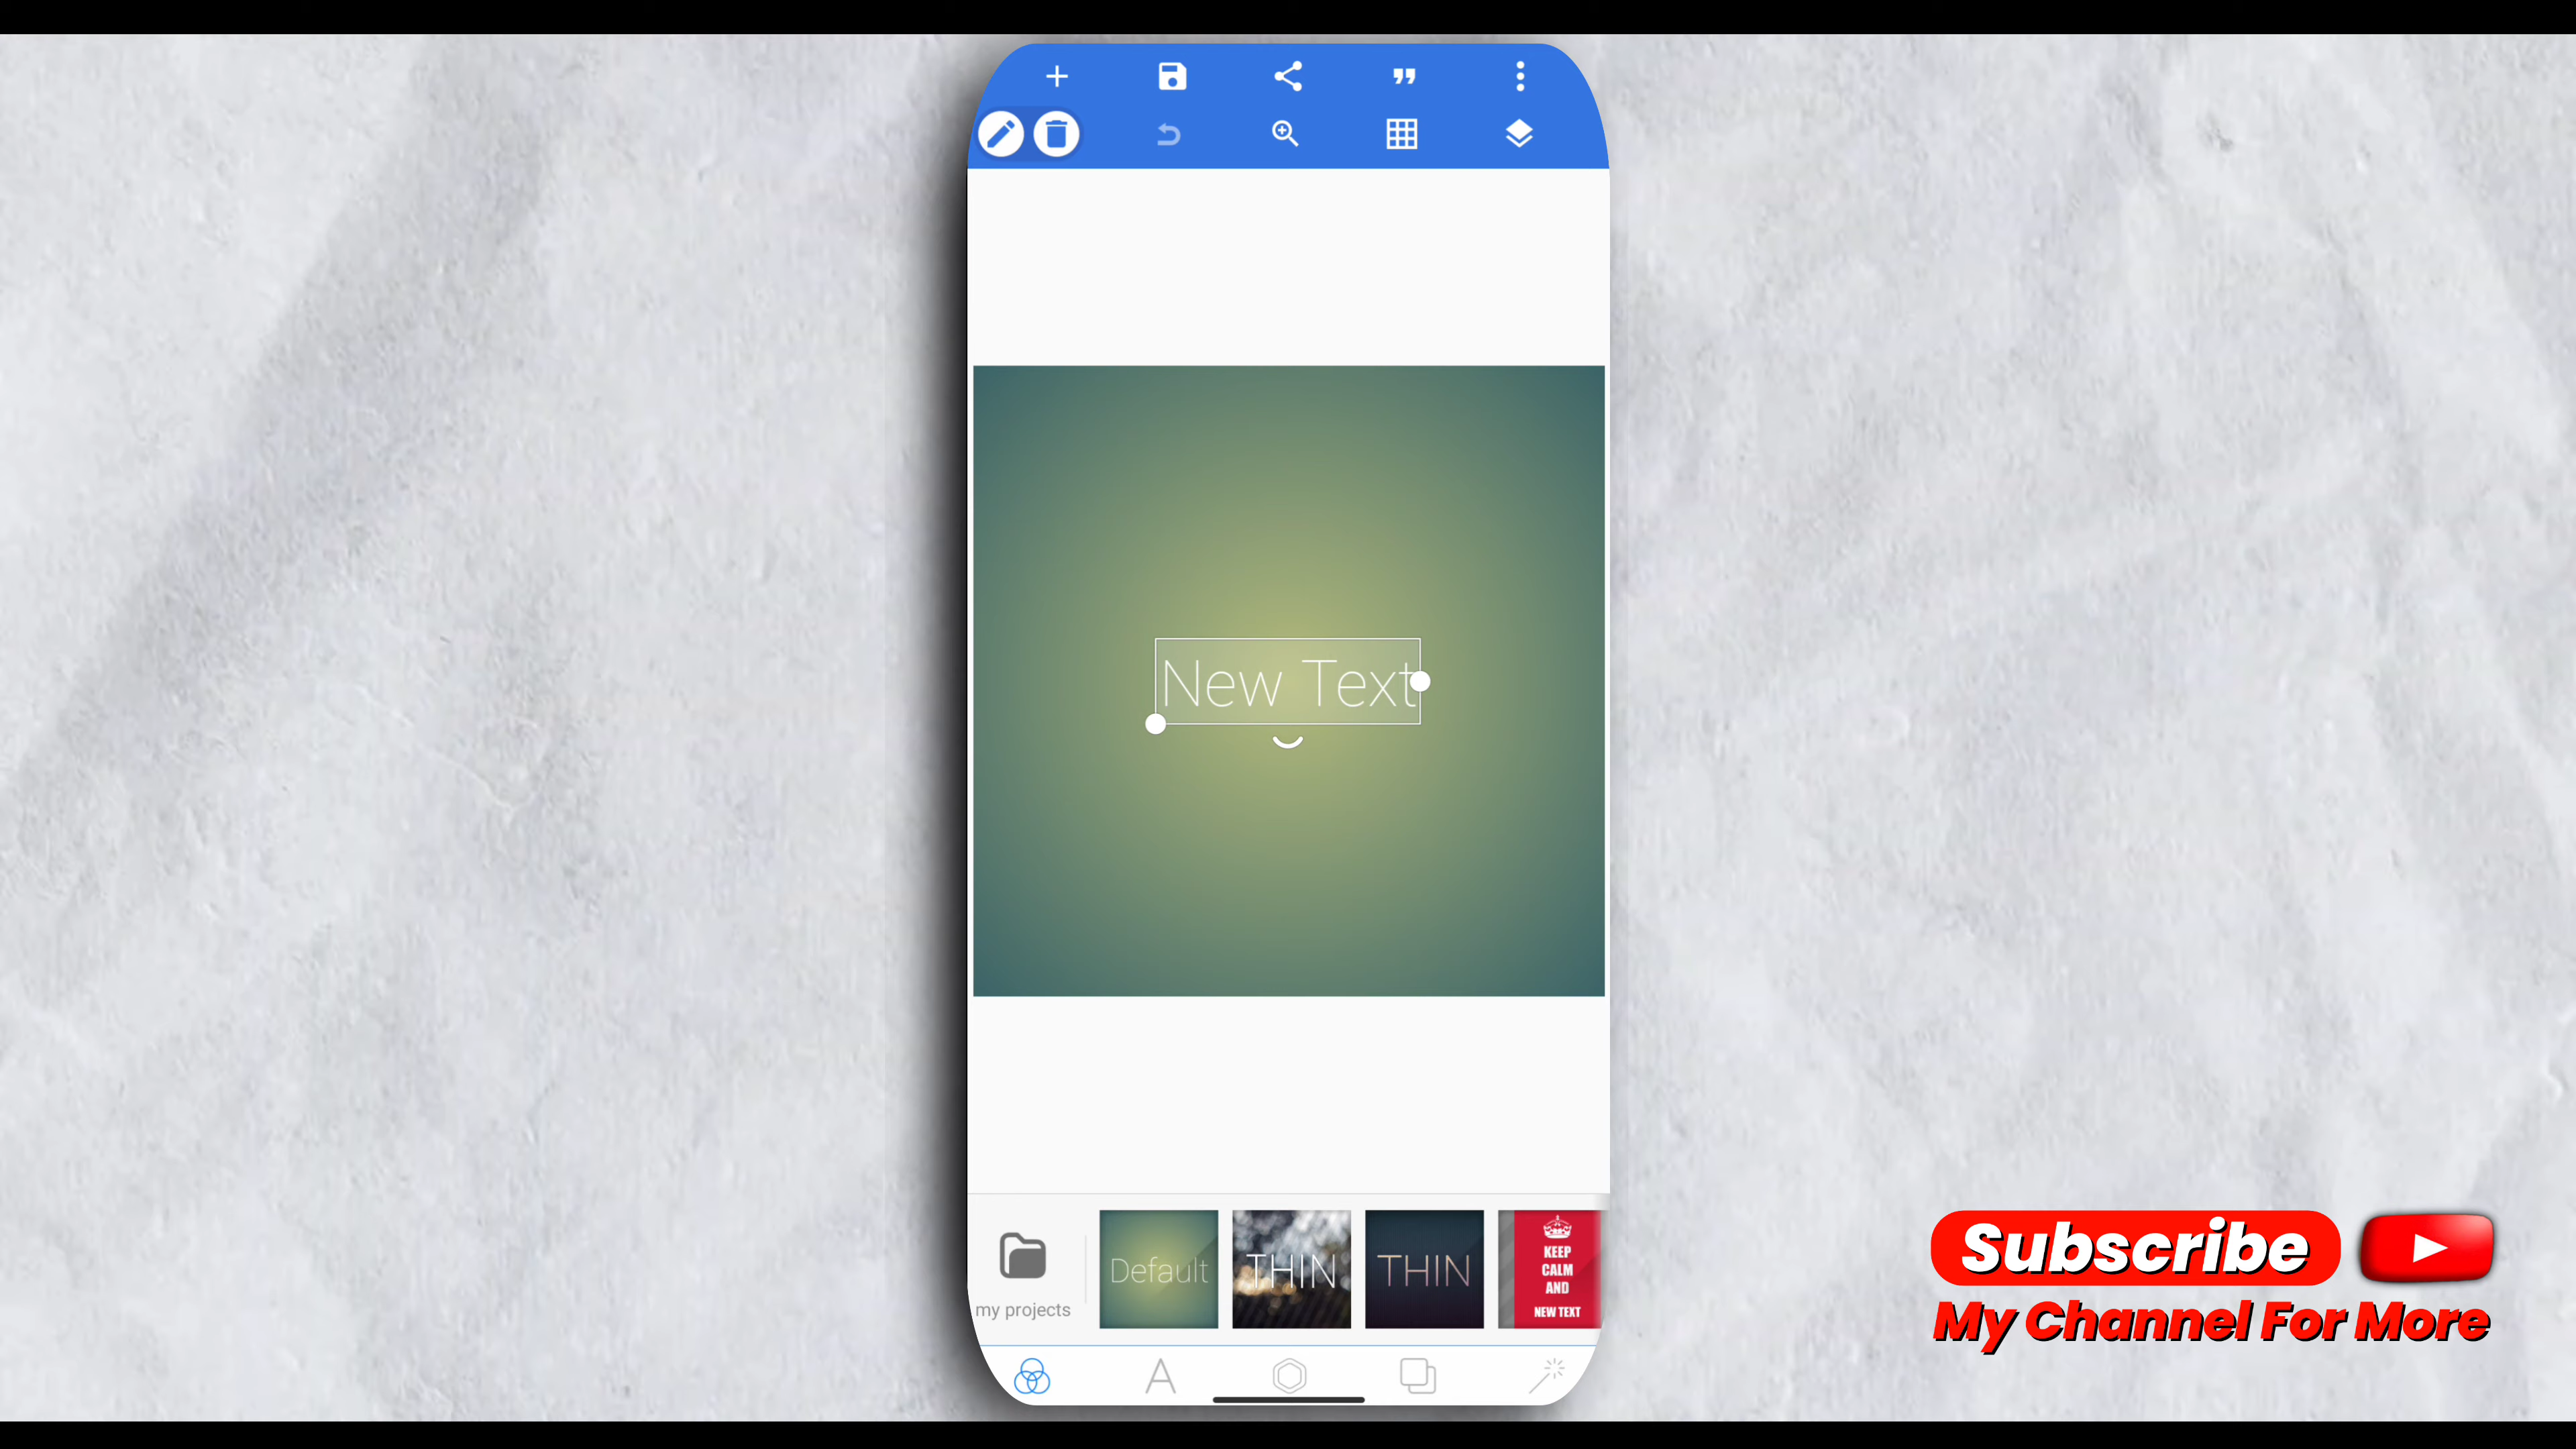 New Text
my projects
Default
THIN
THIN
KEEP
CALM
AND
NEW TEXT
Subscribe
My Channel For More